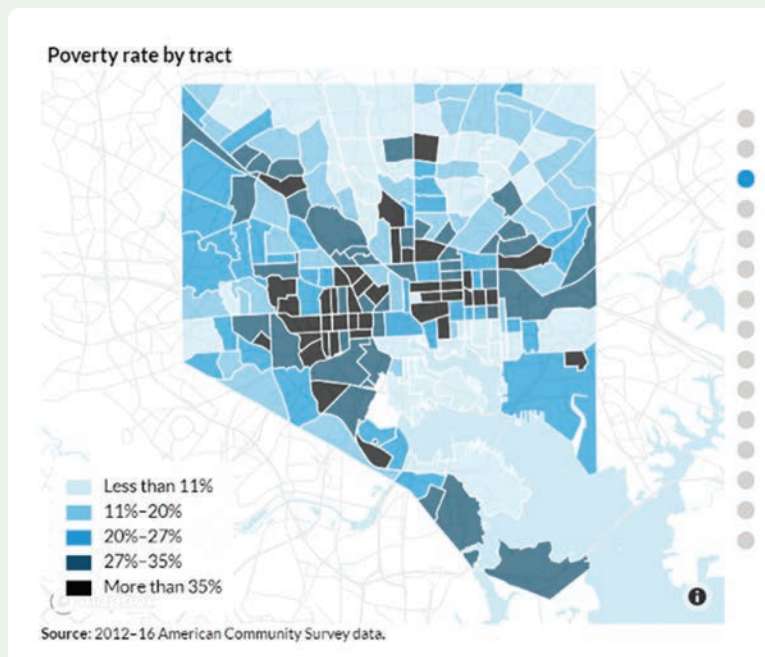 Poverty rate by tract
Less than 11%
11%–20%
20%–27%
27%–35%
More than 35%
Source: 2012–16 American Community Survey data.